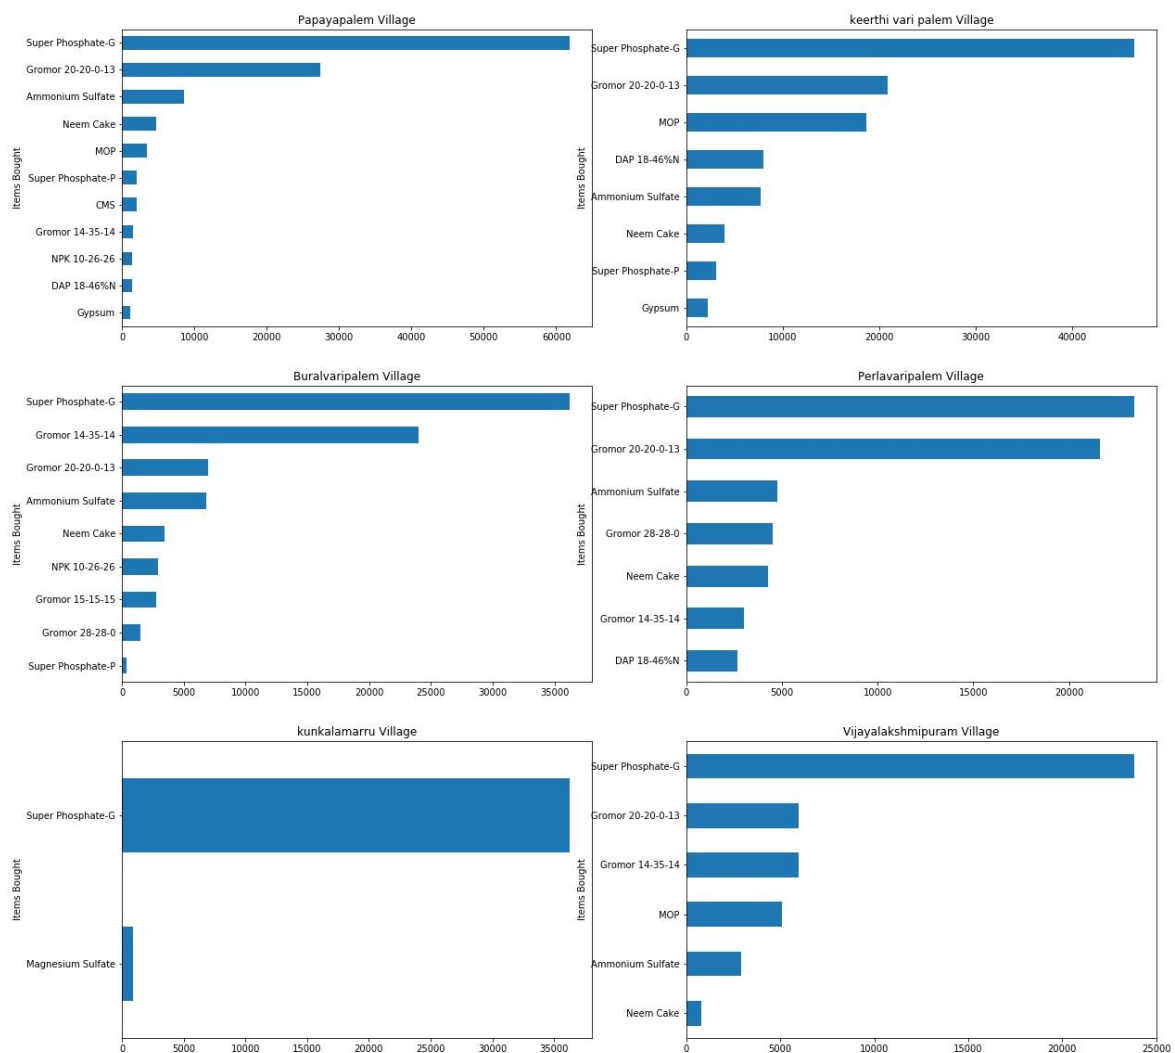 Papayapalem Village
Items Bought
Super Phosphate-G
Gromor 20-20-0-13
Ammonium Sulfate
Neem Cake
MOP
Super Phosphate-P
CMS
Gromor 14-35-14
NPK 10-26-26
DAP 18-46%N
Gypsum
0 10000 20000 30000 40000 50000 60000
keerthi vari palem Village
Items Bought
Super Phosphate-G
Gromor 20-20-0-13
MOP
DAP 18-46%N
Ammonium Sulfate
Neem Cake
Super Phosphate-P
Gypsum
0 10000 20000 30000 40000
Buralvaripalem Village
Items Bought
Super Phosphate-G
Gromor 14-35-14
Gromor 20-20-0-13
Ammonium Sulfate
Neem Cake
NPK 10-26-26
Gromor 15-15-15
Gromor 28-28-0
Super Phosphate-P
0 5000 10000 15000 20000 25000 30000 35000
Perlavaripalem Village
Items Bought
Super Phosphate-G
Gromor 20-20-0-13
Ammonium Sulfate
Gromor 28-28-0
Neem Cake
Gromor 14-35-14
DAP 18-46%N
0 5000 10000 15000 20000
kunkalamarru Village
Items Bought
Super Phosphate-G
Magnesium Sulfate
0 5000 10000 15000 20000 25000 30000 35000
Vijayalakshmipuram Village
Items Bought
Super Phosphate-G
Gromor 20-20-0-13
Gromor 14-35-14
MOP
Ammonium Sulfate
Neem Cake
0 5000 10000 15000 20000 25000